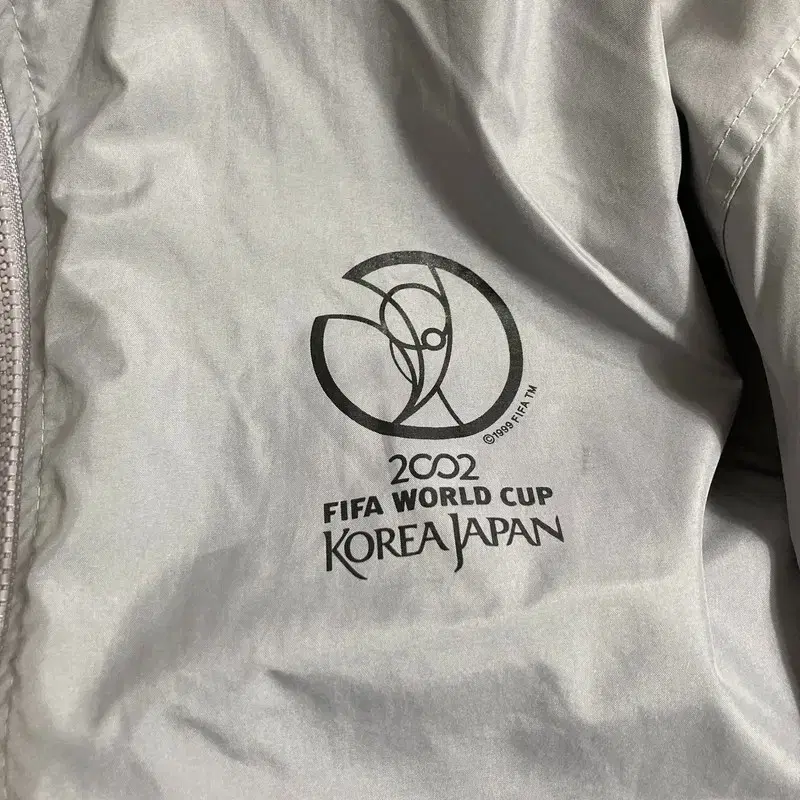 ©1999 FIFA TM
2002
FIFA WORLD CUP
KOREA JAPAN